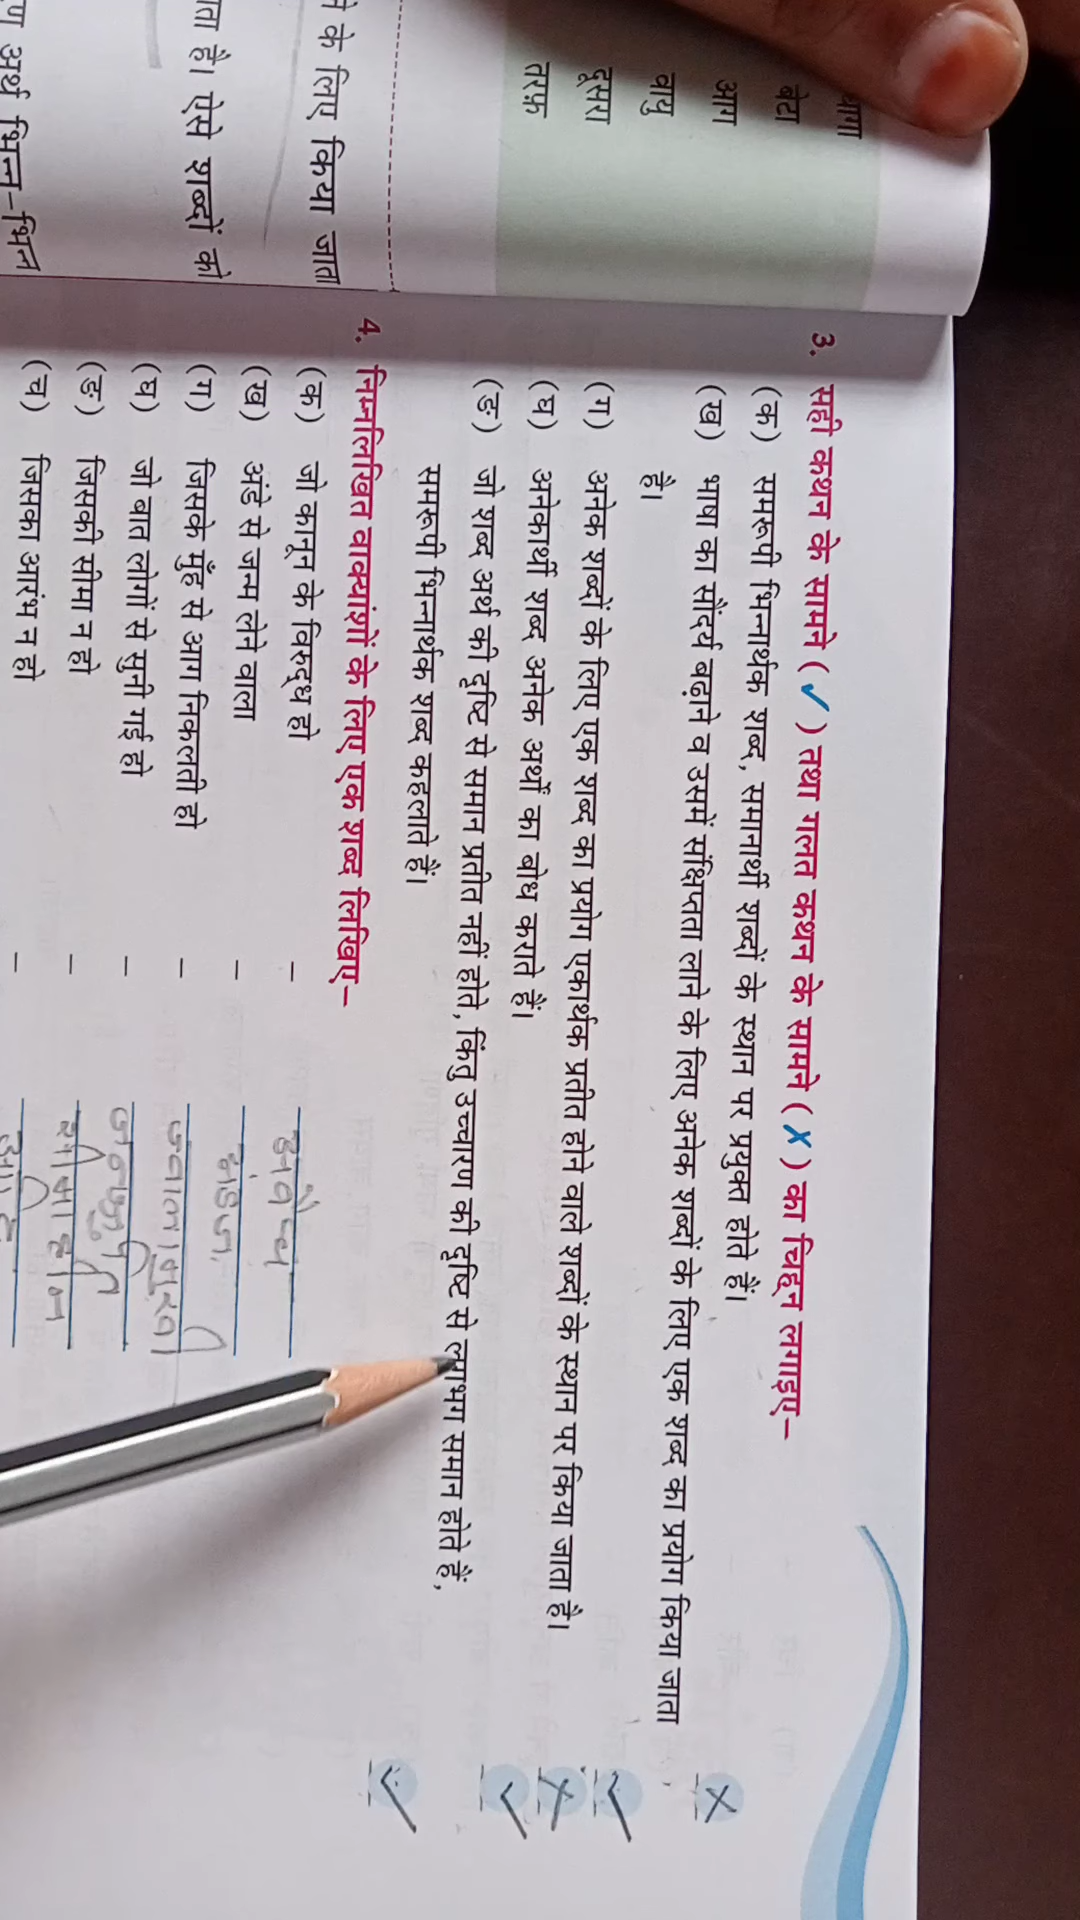 धागा
बेटा
आग
वायु
दूसरा
तरफ़
के लिए किया जाता
ता है। ऐसे शब्दों को
अर्थ भिन्न-भिन्न
3. सही कथन के सामने ( ✓ ) तथा गलत कथन के सामने ( ✗ ) का चिह्न लगाइए–
(क) समरूपी भिन्नार्थक शब्द, समानार्थी शब्दों के स्थान पर प्रयुक्त होते हैं। ✗
(ख) भाषा का सौंदर्य बढ़ाने व उसमें संक्षिप्तता लाने के लिए अनेक शब्दों के लिए एक शब्द का प्रयोग किया जाता
है। ✓
(ग) अनेक शब्दों के लिए एक शब्द का प्रयोग एकार्थक प्रतीत होने वाले शब्दों के स्थान पर किया जाता है। ✗
(घ) अनेकार्थी शब्द अनेक अर्थों का बोध कराते हैं। ✓
(ङ) जो शब्द अर्थ की दृष्टि से समान प्रतीत नहीं होते, किंतु उच्चारण की दृष्टि से लगभग समान होते हैं,
समरूपी भिन्नार्थक शब्द कहलाते हैं। ✓
4. निम्नलिखित वाक्यांशों के लिए एक शब्द लिखिए–
(क) जो कानून के विरुद्ध हो – अवैध
(ख) अंडे से जन्म लेने वाला – अंडज
(ग) जिसके मुँह से आग निकलती हो – ज्वालामुखी
(घ) जो बात लोगों से सुनी गई हो – जनश्रुति
(ङ) जिसकी सीमा न हो – सीमाहीन
(च) जिसका आरंभ न हो –